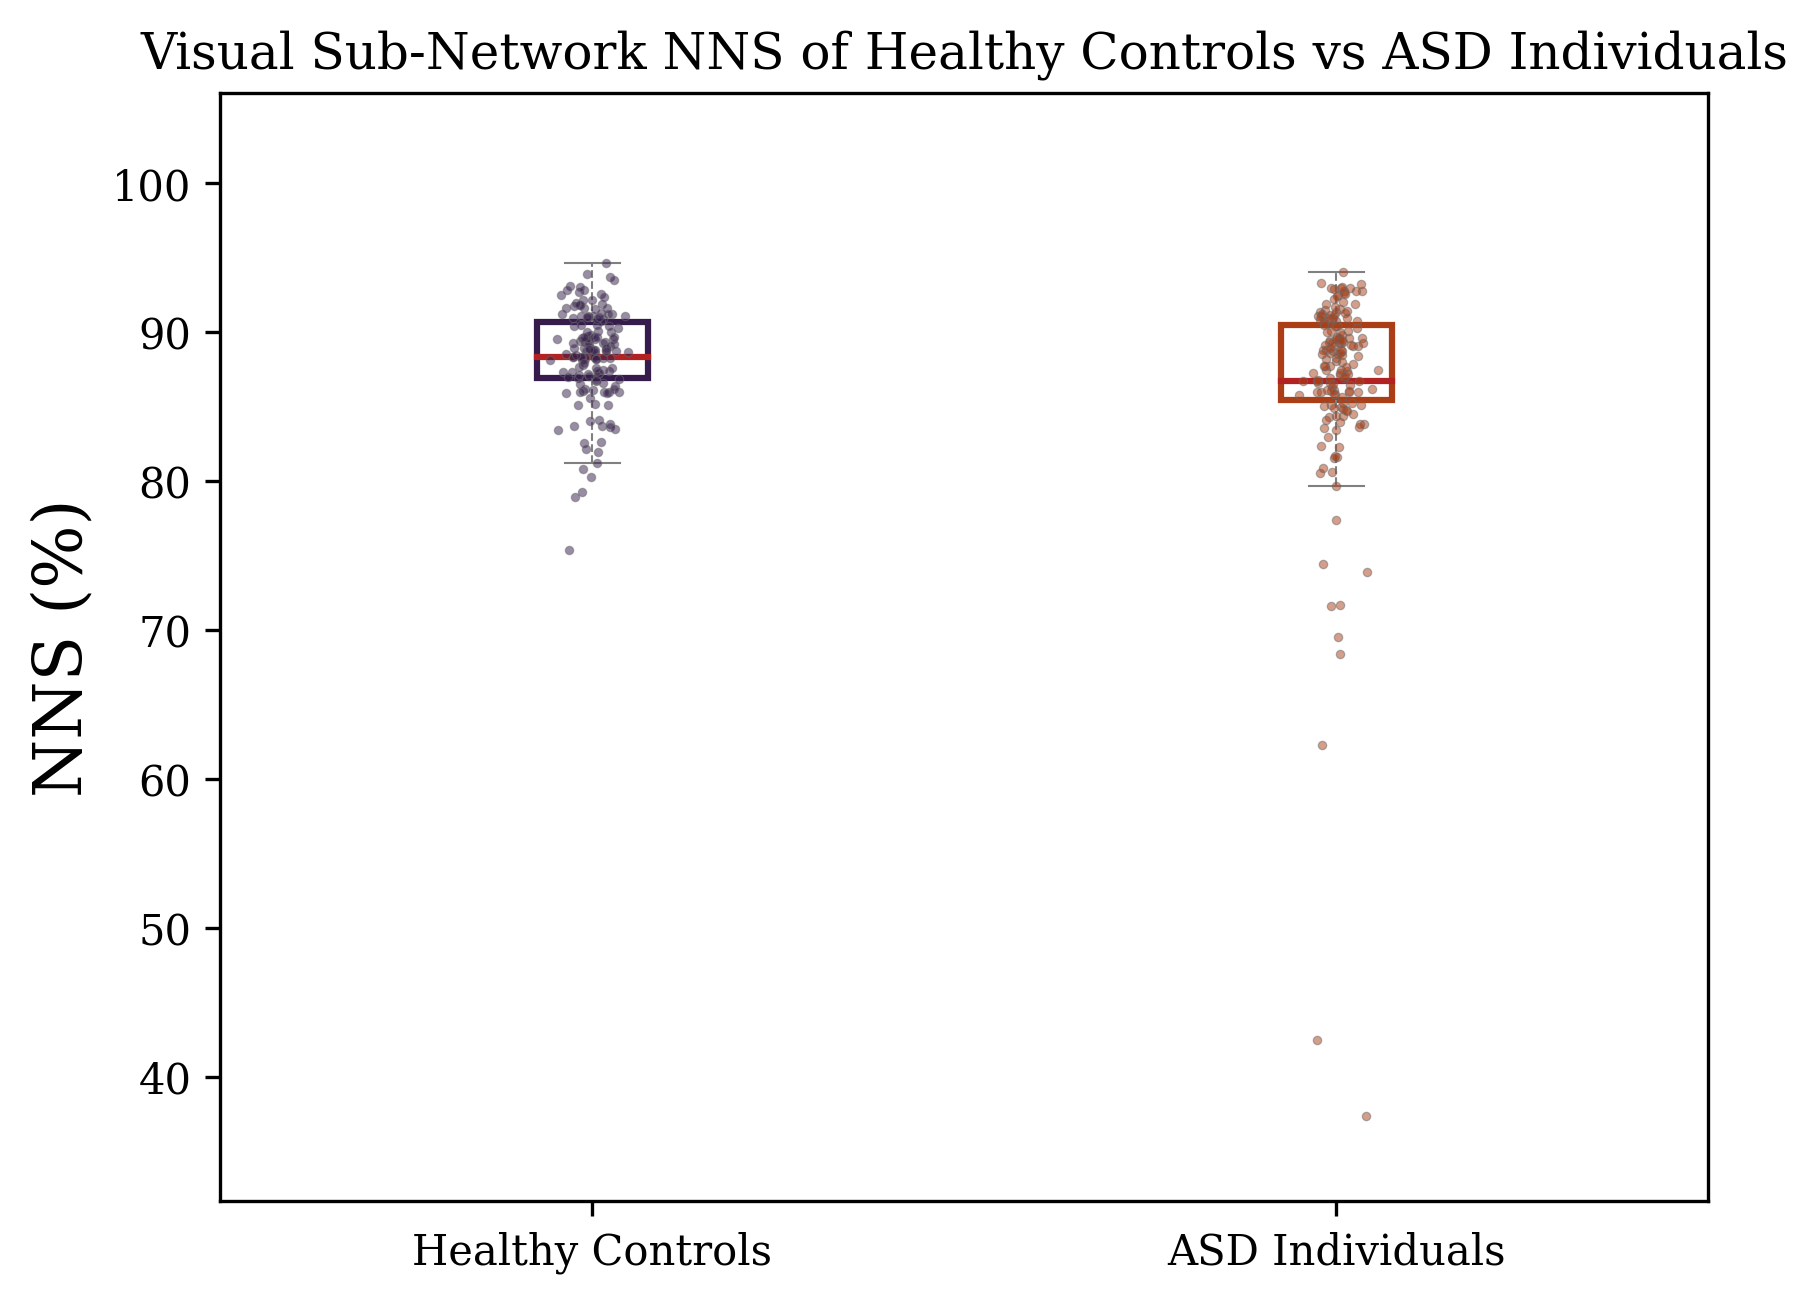 Visual Sub-Network NNS of Healthy Controls vs ASD Individuals
NNS (%)
100
90
80
70
60
50
40
Healthy Controls
ASD Individuals